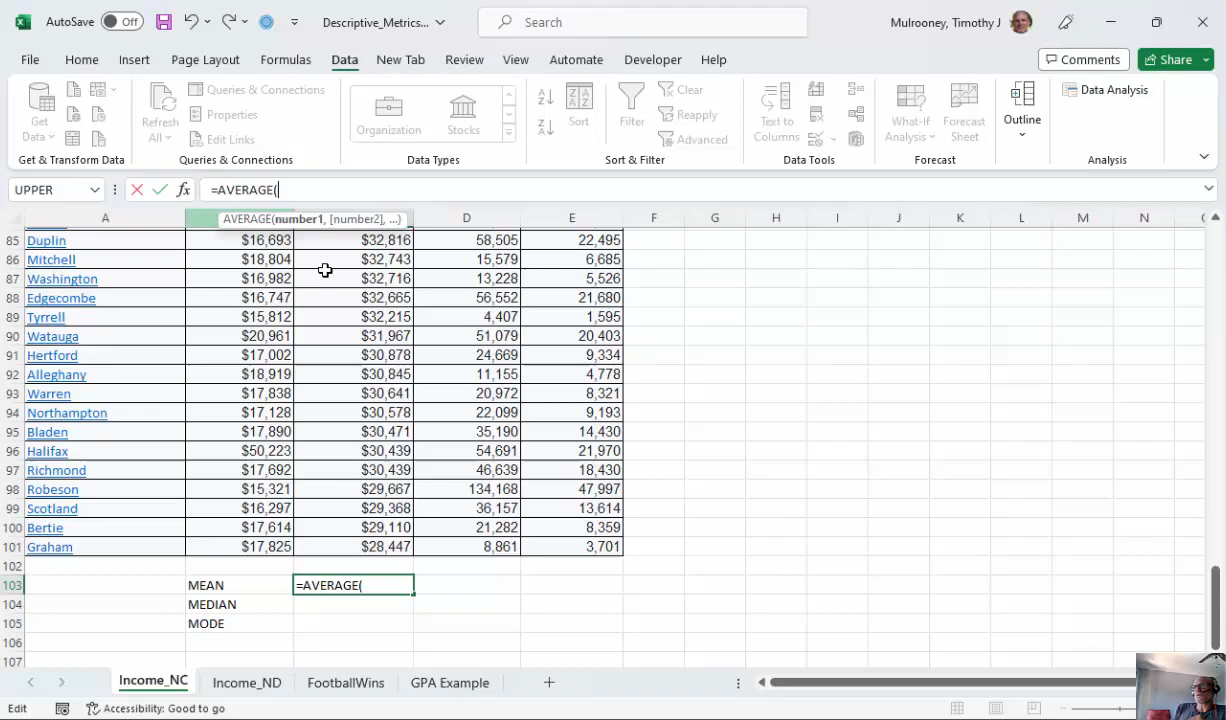 AutoSave Off Descriptive_Metrics... Search Mulrooney, Timothy J
File Home Insert Page Layout Formulas Data New Tab Review View Automate Developer Help Comments Share
Get Data Refresh All Queries & Connections Properties Edit Links Organization Stocks Sort Filter Clear Reapply Advanced Text to Columns What-If Analysis Forecast Sheet Outline Data Analysis
Get & Transform Data Queries & Connections Data Types Sort & Filter Data Tools Forecast Analysis
UPPER fx =AVERAGE(
A D E F G H I J K L M N
AVERAGE(number1, [number2], ...)
85 Duplin $16,693 $32,816 58,505 22,495
86 Mitchell $18,804 $32,743 15,579 6,685
87 Washington $16,982 $32,716 13,228 5,526
88 Edgecombe $16,747 $32,665 56,552 21,680
89 Tyrrell $15,812 $32,215 4,407 1,595
90 Watauga $20,961 $31,967 51,079 20,403
91 Hertford $17,002 $30,878 24,669 9,334
92 Alleghany $18,919 $30,845 11,155 4,778
93 Warren $17,838 $30,641 20,972 8,321
94 Northampton $17,128 $30,578 22,099 9,193
95 Bladen $17,890 $30,471 35,190 14,430
96 Halifax $50,223 $30,439 54,691 21,970
97 Richmond $17,692 $30,439 46,639 18,430
98 Robeson $15,321 $29,667 134,168 47,997
99 Scotland $16,297 $29,368 36,157 13,614
100 Bertie $17,614 $29,110 21,282 8,359
101 Graham $17,825 $28,447 8,861 3,701
102
103 MEAN =AVERAGE(
104 MEDIAN
105 MODE
106
107
Income_NC Income_ND FootballWins GPA Example
Edit Accessibility: Good to go